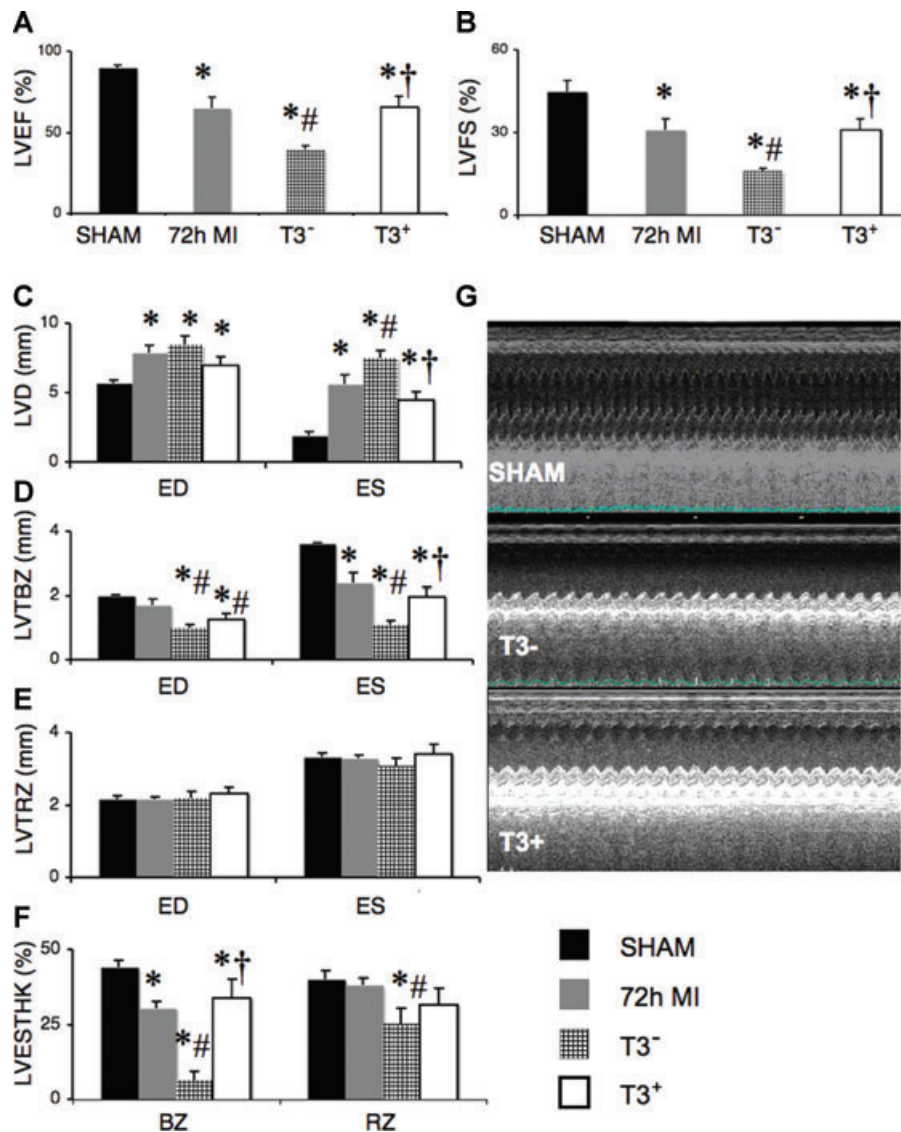 A
LVEF (%)
100
50
0
*
*#
*†
SHAM 72h MI T3⁻ T3⁺
B
LVFS (%)
60
30
0
*
*#
*†
SHAM 72h MI T3⁻ T3⁺
C
LVD (mm)
10
5
0
* * *
* *# *†
ED ES
D
LVTBZ (mm)
4
2
0
*# *#
* *# *†
ED ES
E
LVTRZ (mm)
4
2
0
ED ES
F
LVESTHK (%)
50
25
0
* *# *†
*#
BZ RZ
G
SHAM
T3-
T3+
SHAM
72h MI
T3⁻
T3⁺